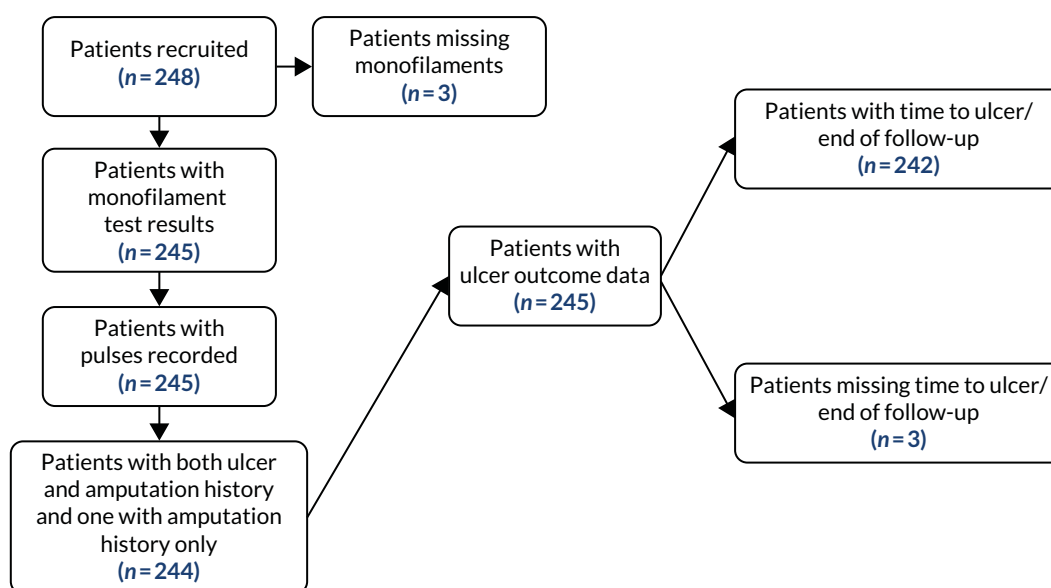 Patients recruited
(n = 248)
Patients missing
monofilaments
(n = 3)
Patients with
monofilament
test results
(n = 245)
Patients with
pulses recorded
(n = 245)
Patients with both ulcer
and amputation history
and one with amputation
history only
(n = 244)
Patients with
ulcer outcome data
(n = 245)
Patients with time to ulcer/
end of follow-up
(n = 242)
Patients missing time to ulcer/
end of follow-up
(n = 3)